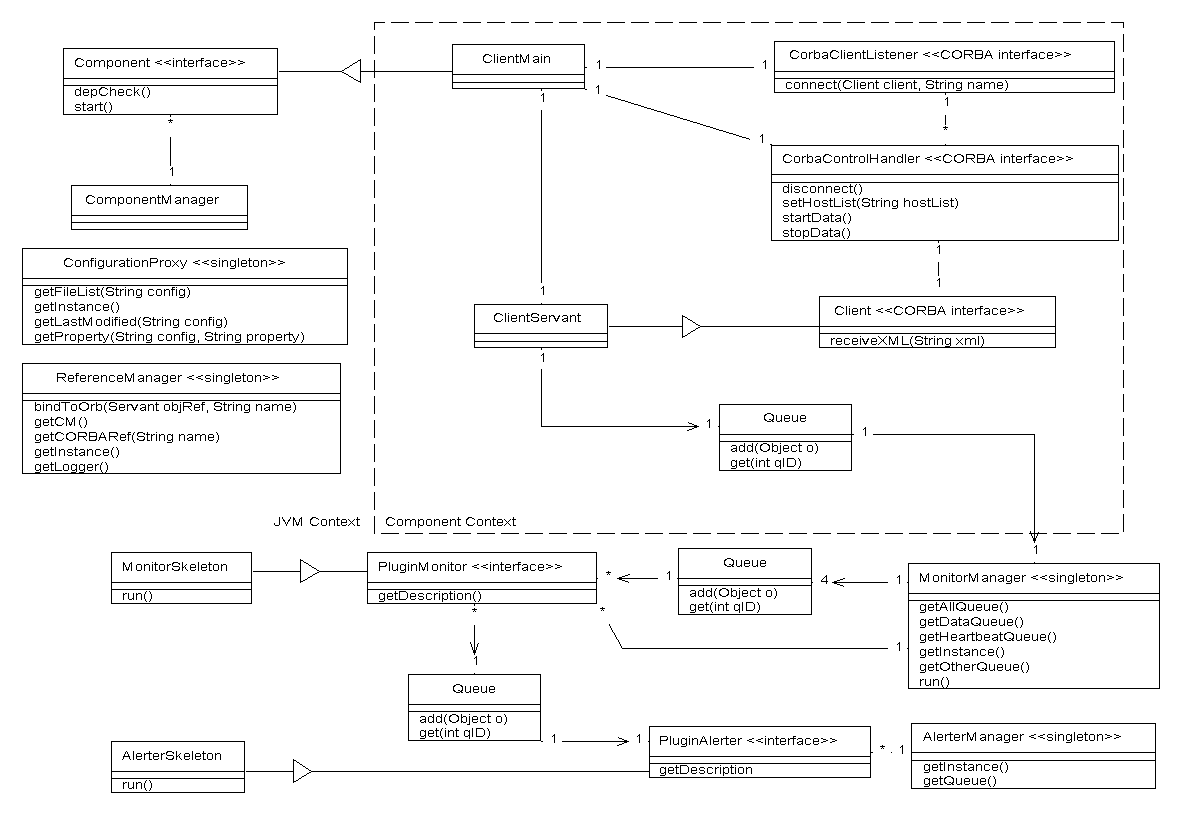 Component <<interface>>
depCheck()
start()
*
1
ComponentManager
ConfigurationProxy <<singleton>>
getFileList(String config)
getInstance()
getLastModified(String config)
getProperty(String config, String property)
ReferenceManager <<singleton>>
bindToOrb(Servant objRef, String name)
getCM()
getCORBARef(String name)
getInstance()
getLogger()
JVM Context
Component Context
ClientMain
1
1
1
1
1
CorbaClientListener <<CORBA interface>>
connect(Client client, String name)
1
*
CorbaControlHandler <<CORBA interface>>
disconnect()
setHostList(String hostList)
startData()
stopData()
1
1
1
ClientServant
1
Client <<CORBA interface>>
receiveXML(String xml)
1
Queue
add(Object o)
get(int qID)
1
1
MonitorSkeleton
run()
PluginMonitor <<interface>>
getDescription()
*
1
Queue
add(Object o)
get(int qID)
4
1
MonitorManager <<singleton>>
getAllQueue()
getDataQueue()
getHeartbeatQueue()
getInstance()
getOtherQueue()
run()
*
1
*
1
Queue
add(Object o)
get(int qID)
1
1
PluginAlerter <<interface>>
getDescription
*
1
AlerterManager <<singleton>>
getInstance()
getQueue()
AlerterSkeleton
run()